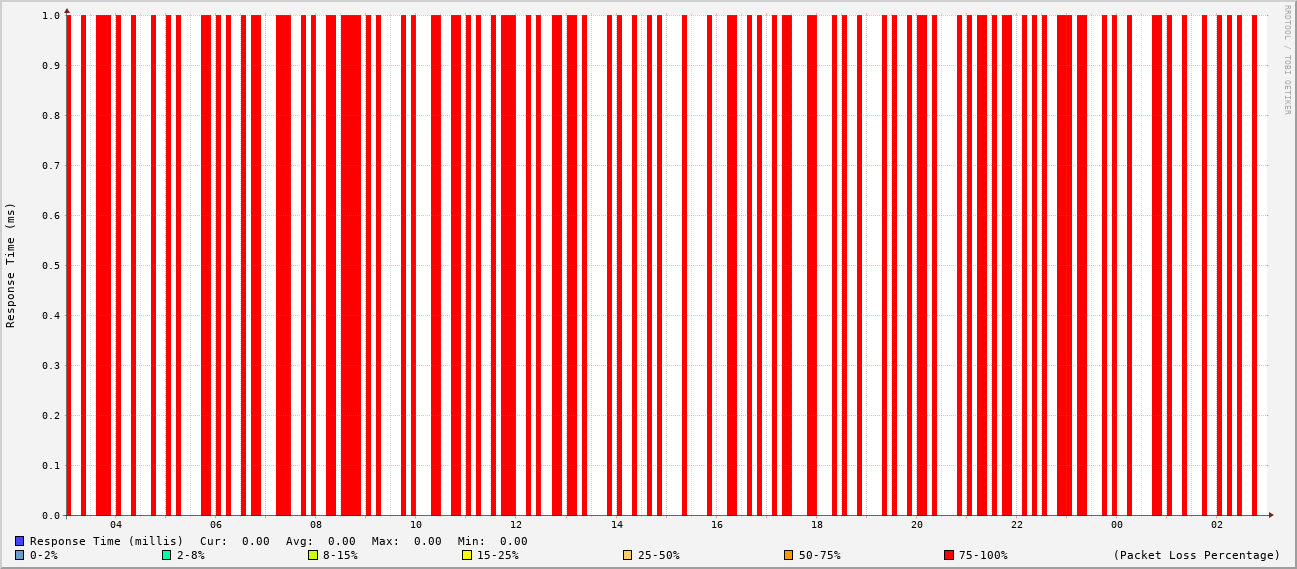 RRDTOOL / TOBI OETIKER
Response Time (ms)
1.0
0.9
0.8
0.7
0.6
0.5
0.4
0.3
0.2
0.1
0.0
04 06 08 10 12 14 16 18 20 22 00 02
Response Time (millis) Cur: 0.00 Avg: 0.00 Max: 0.00 Min: 0.00
0-2% 2-8% 8-15% 15-25% 25-50% 50-75% 75-100% (Packet Loss Percentage)